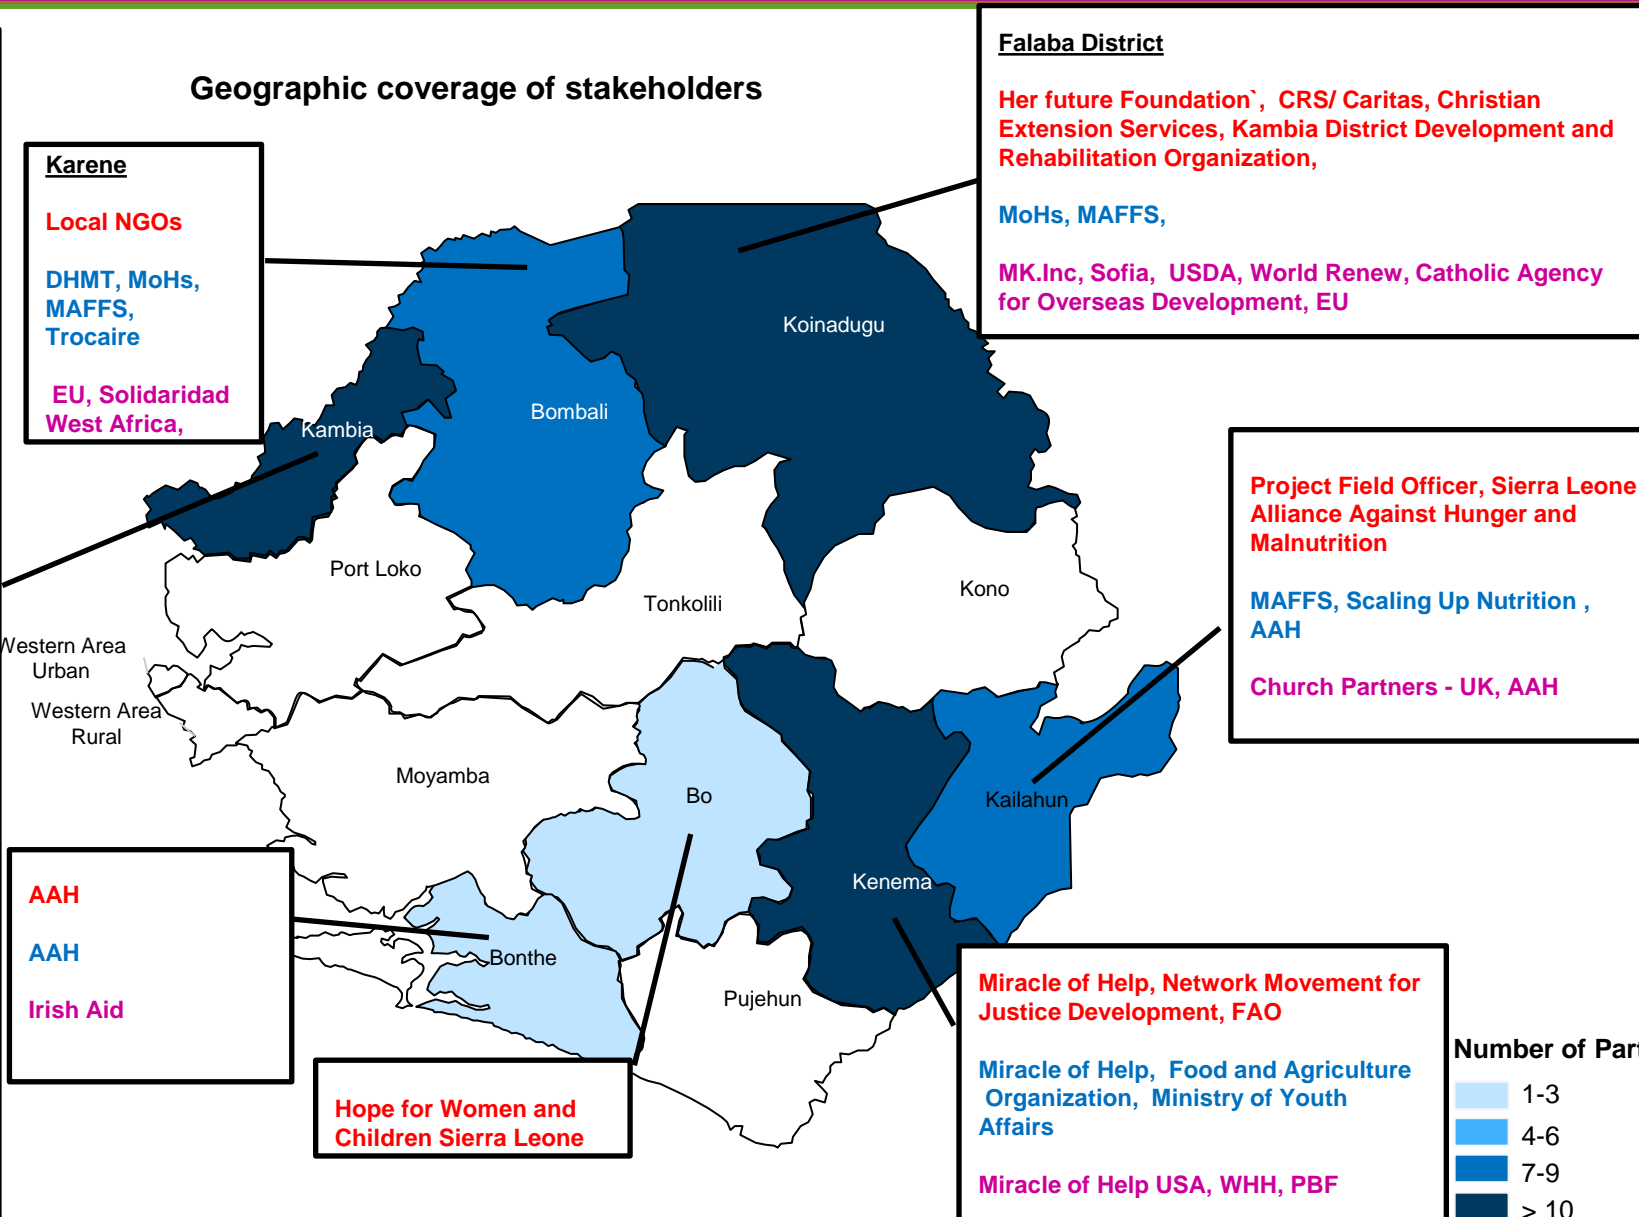 Geographic coverage of stakeholders
Falaba District
Her future Foundation`, CRS/ Caritas, Christian
Extension Services, Kambia District Development and
Rehabilitation Organization,
MoHs, MAFFS,
MK.Inc, Sofia, USDA, World Renew, Catholic Agency
for Overseas Development, EU
Karene
Local NGOs
DHMT, MoHs,
MAFFS,
Trocaire
EU, Solidaridad
West Africa,
Koinadugu
Bombali
Kambia
Port Loko
Tonkolili
Kono
Western Area
Urban
Western Area
Rural
Moyamba
Bo
Kailahun
Kenema
Bonthe
Pujehun
Project Field Officer, Sierra Leone
Alliance Against Hunger and
Malnutrition
MAFFS, Scaling Up Nutrition ,
AAH
Church Partners - UK, AAH
AAH
AAH
Irish Aid
Hope for Women and
Children Sierra Leone
Miracle of Help, Network Movement for
Justice Development, FAO
Miracle of Help, Food and Agriculture
Organization, Ministry of Youth
Affairs
Miracle of Help USA, WHH, PBF
Number of Part
1-3
4-6
7-9
> 10